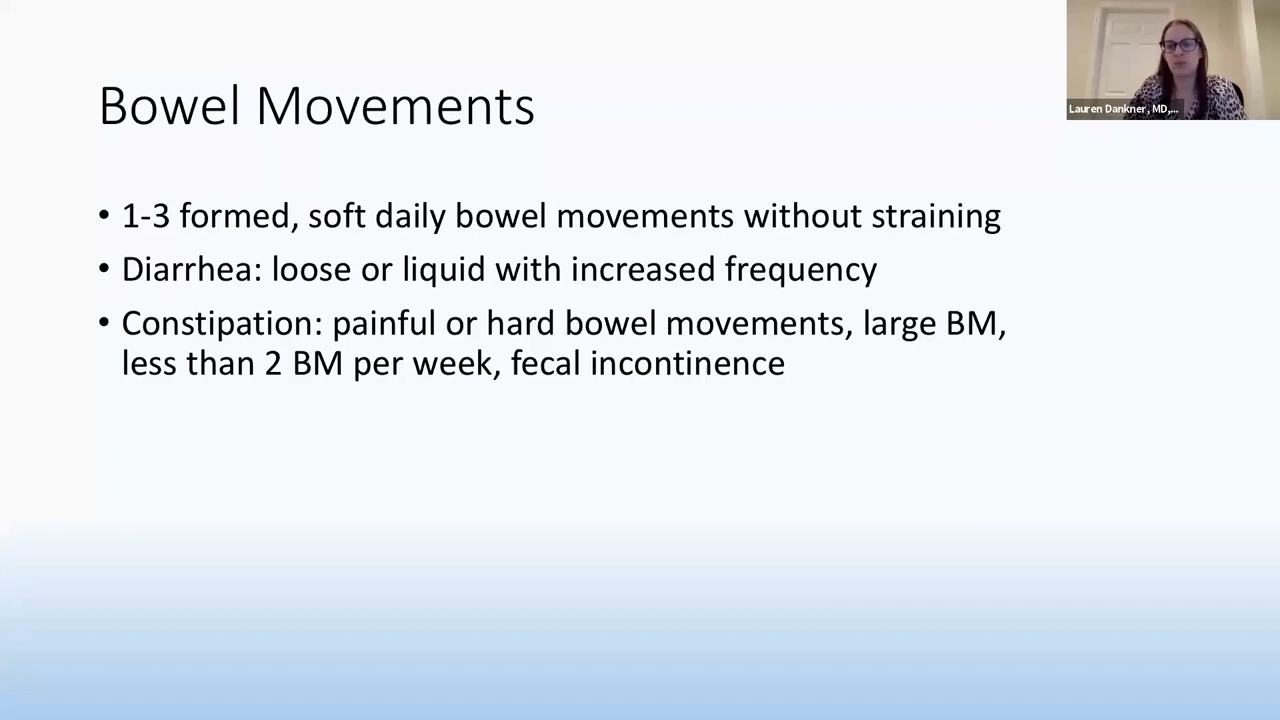 Bowel Movements
Lauren Dankner, MD,...
• 1-3 formed, soft daily bowel movements without straining
• Diarrhea: loose or liquid with increased frequency
• Constipation: painful or hard bowel movements, large BM,
less than 2 BM per week, fecal incontinence